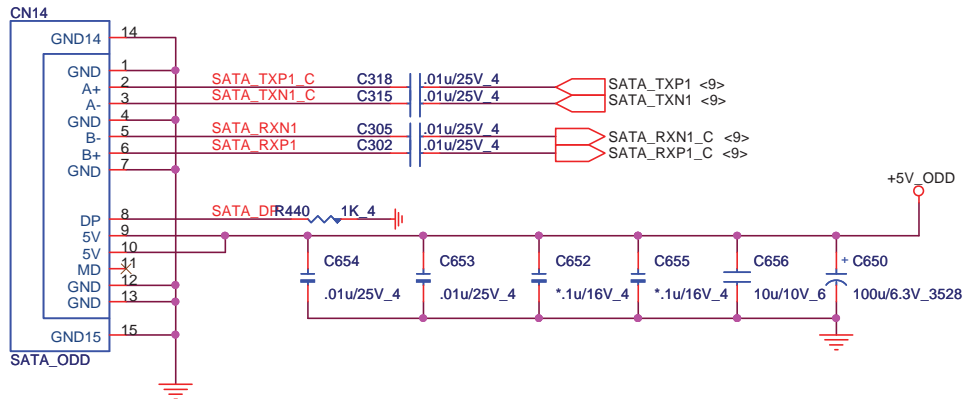 CN14
GND14 14
GND 1
A+ 2 SATA_TXP1_C C318 .01u/25V_4 SATA_TXP1 <9>
A- 3 SATA_TXN1_C C315 .01u/25V_4 SATA_TXN1 <9>
GND 4
B- 5 SATA_RXN1 C305 .01u/25V_4 SATA_RXN1_C <9>
B+ 6 SATA_RXP1 C302 .01u/25V_4 SATA_RXP1_C <9>
GND 7
+5V_ODD
DP 8 SATA_DP R440 1K_4
5V 9
5V 10
MD 11
GND 12
GND 13
C654 C653 C652 C655 C656 + C650
.01u/25V_4 .01u/25V_4 *.1u/16V_4 *.1u/16V_4 10u/10V_6 100u/6.3V_3528
GND15 15
SATA_ODD